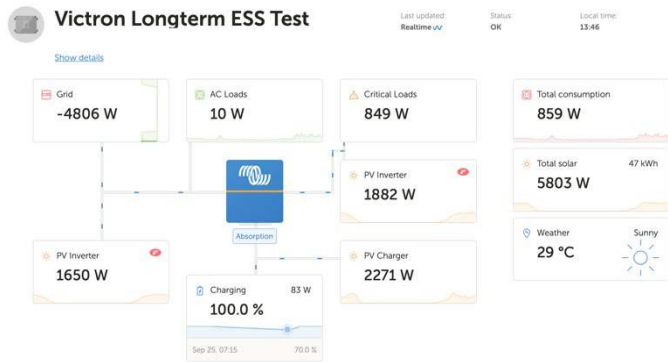 Victron Longterm ESS Test
Last updated:
Realtime
Status:
OK
Local time:
13:46
Show details
Grid
-4806 W
AC Loads
10 W
Critical Loads
849 W
Total consumption
859 W
PV Inverter
1882 W
Total solar
47 kWh
5803 W
Absorption
Weather
Sunny
29 °C
PV Inverter
1650 W
PV Charger
2271 W
Charging
83 W
100.0 %
Sep 25, 07:15
70.0 %